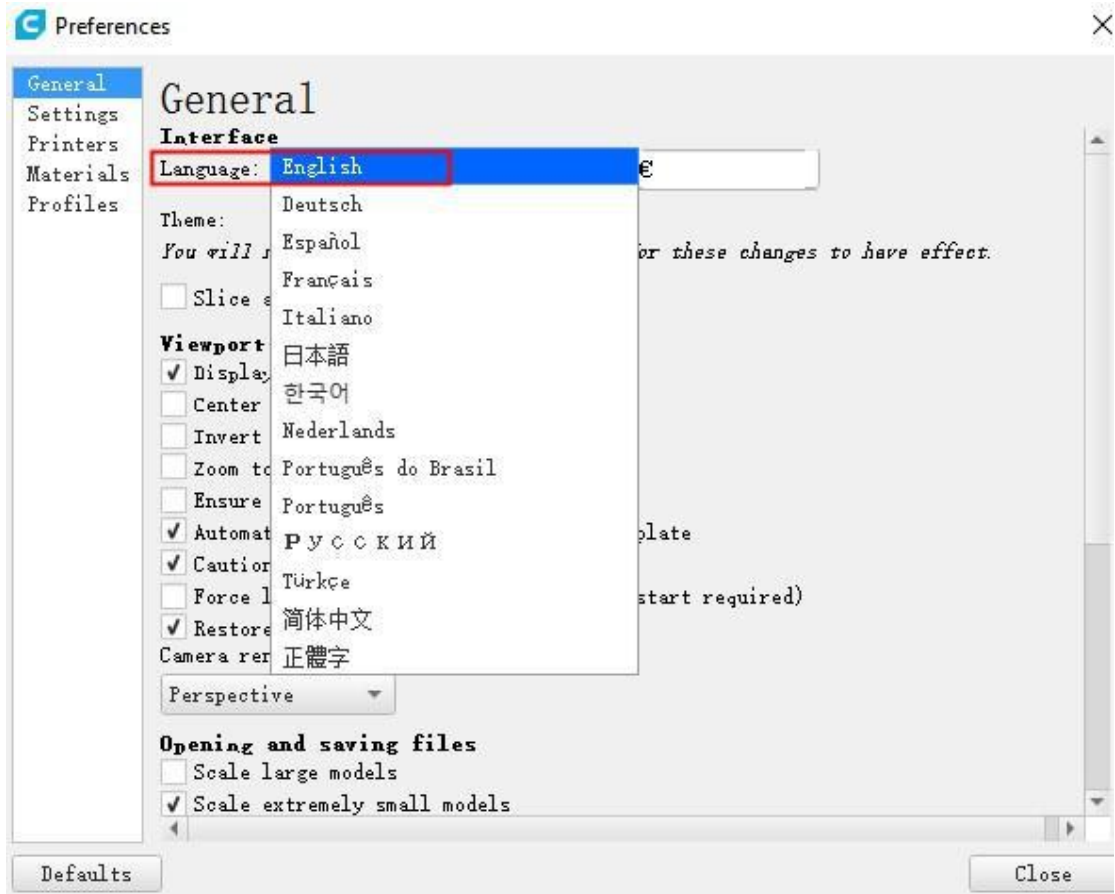 Preferences
General
Settings
Printers
Materials
Profiles
General
Interface
Language: English €
Deutsch
Theme:
Español
You will or these changes to have effect.
Français
Slice
Italiano
Viewport
日本語
Display
한국어
Center
Invert
Nederlands
Zoom to
Português do Brasil
Ensure
Português
Automat plate
Русский
Caution
Türkçe
Force start required)
简体中文
Restore
Camera ren
正體字
Perspective
Opening and saving files
Scale large models
Scale extremely small models
Defaults Close